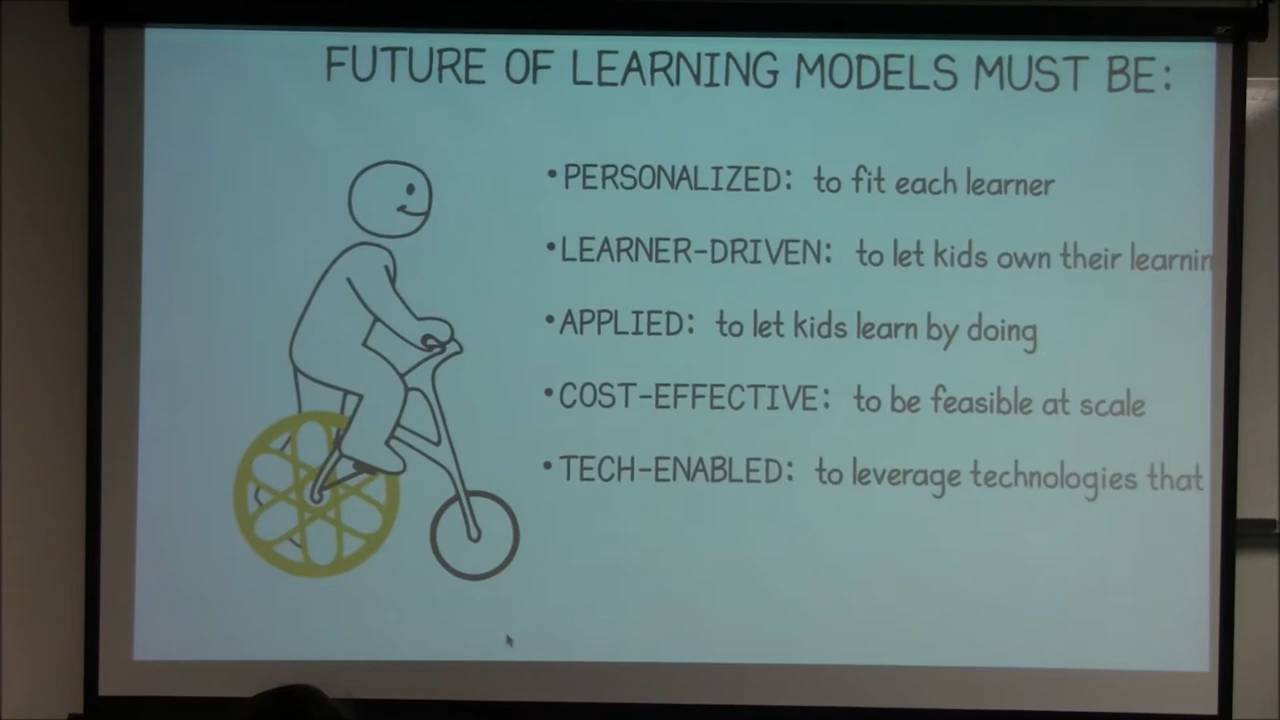 FUTURE OF LEARNING MODELS MUST BE:
• PERSONALIZED: to fit each learner
• LEARNER-DRIVEN: to let kids own their learnin
• APPLIED: to let kids learn by doing
• COST-EFFECTIVE: to be feasible at scale
• TECH-ENABLED: to leverage technologies that